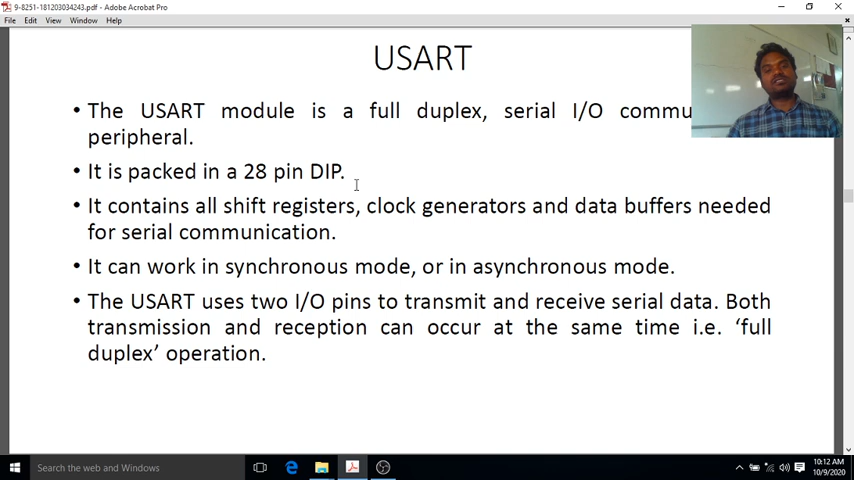 9-8251-181203034243.pdf - Adobe Acrobat Pro
File Edit View Window Help
USART
• The USART module is a full duplex, serial I/O
peripheral.
• It is packed in a 28 pin DIP.
• It contains all shift registers, clock generators and data buffers needed
for serial communication.
• It can work in synchronous mode, or in asynchronous mode.
• The USART uses two I/O pins to transmit and receive serial data. Both
transmission and reception can occur at the same time i.e. ‘full
duplex’ operation.
Search the web and Windows
10:12 AM
10/9/2020